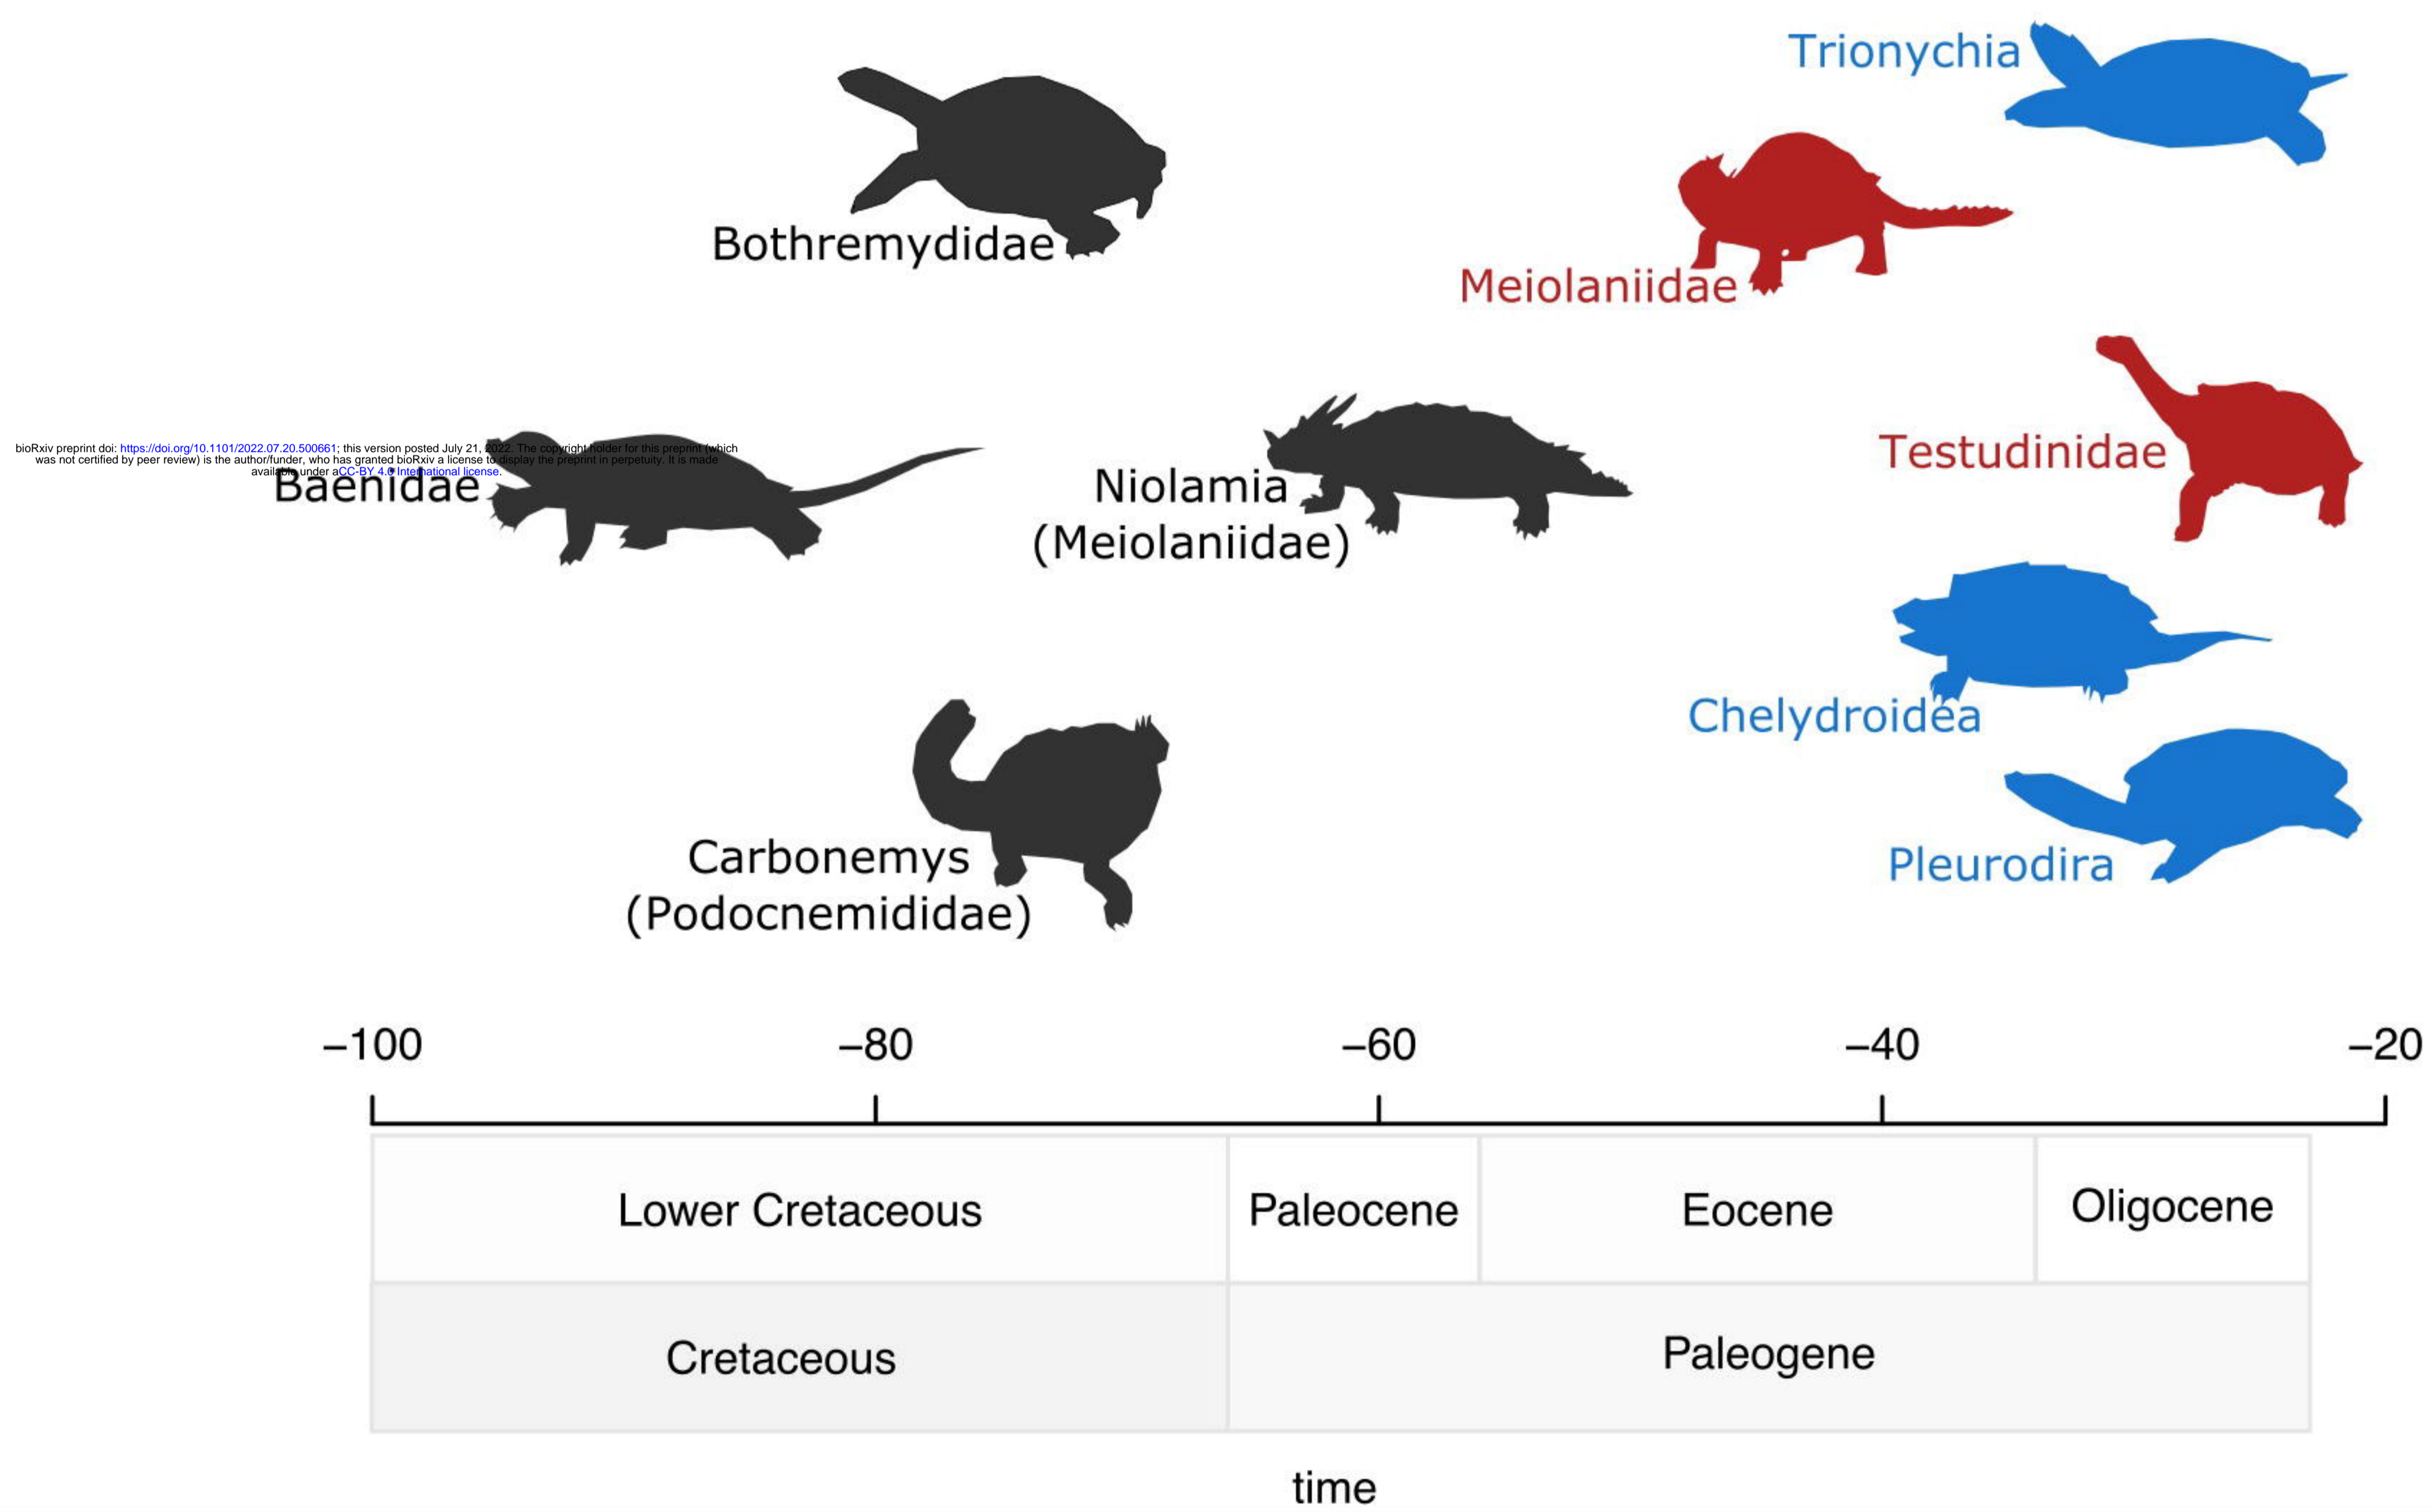 Trionychia
Bothremydidae
Meiolaniidae
Testudinidae
bioRxiv preprint doi: https://doi.org/10.1101/2022.07.20.500661; this version posted July 21, 2022. The copyright holder for this preprint (which
was not certified by peer review) is the author/funder, who has granted bioRxiv a license to display the preprint in perpetuity. It is made
available under aCC-BY 4.0 International license.
Baenidae
Niolamia
(Meiolaniidae)
Chelydroidea
Carbonemys
(Podocnemididae)
Pleurodira
−100 −80 −60 −40 −20
Lower Cretaceous Paleocene Eocene Oligocene
Cretaceous Paleogene
time